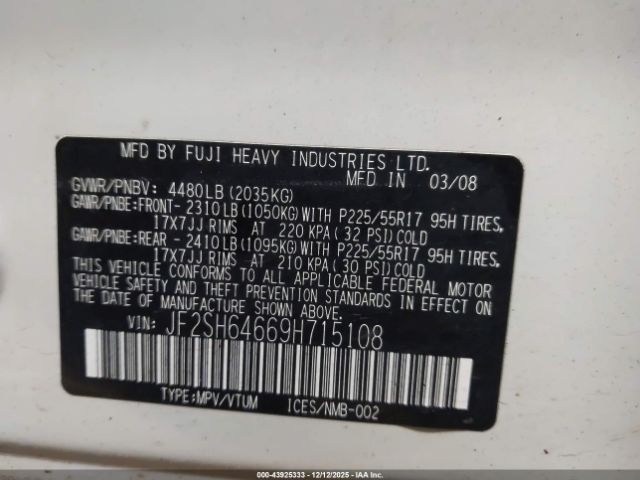 MFD BY FUJI HEAVY INDUSTRIES LTD.
MFD IN 03/08
GVWR/PNBV: 4480LB(2035KG)
GAWR/PNBE:FRONT- 2310LB(1050KG)WITH P225/55R17 95H TIRES,
17X7JJ RIMS AT 220 KPA(32 PSI)COLD
GAWR/PNBE:REAR - 2410LB(1095KG)WITH P225/55R17 95H TIRES,
17X7JJ RIMS AT 210 KPA(30 PSI)COLD
THIS VEHICLE CONFORMS TO ALL APPLICABLE FEDERAL MOTOR
VEHICLE SAFETY AND THEFT PREVENTION STANDARDS IN EFFECT
ON THE DATE OF MANUFACTURE SHOWN ABOVE.
VIN: JF2SH64669H715108
TYPE:MPV/VTUM ICES/NMB-002
000-43925333 - 12/12/2025 - IAAI.com